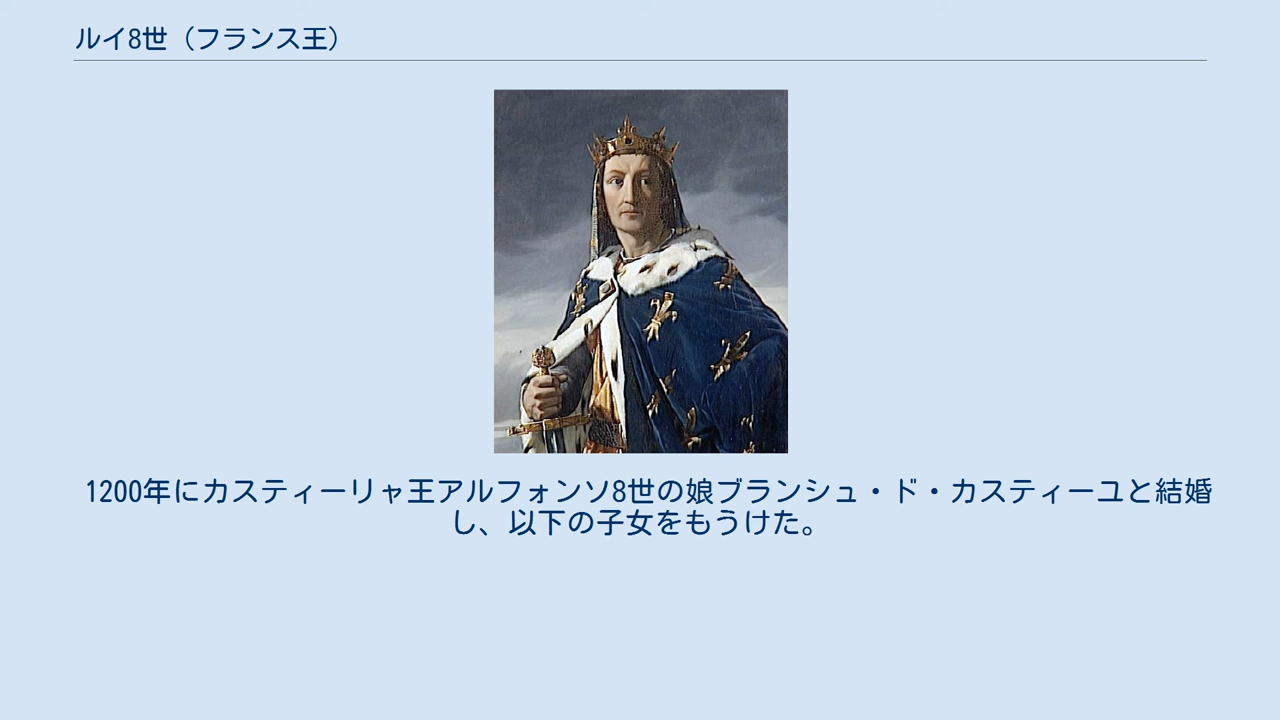 ルイ8世（フランス王）
1200年にカスティーリャ王アルフォンソ8世の娘ブランシュ・ド・カスティーユと結婚
し、以下の子女をもうけた。